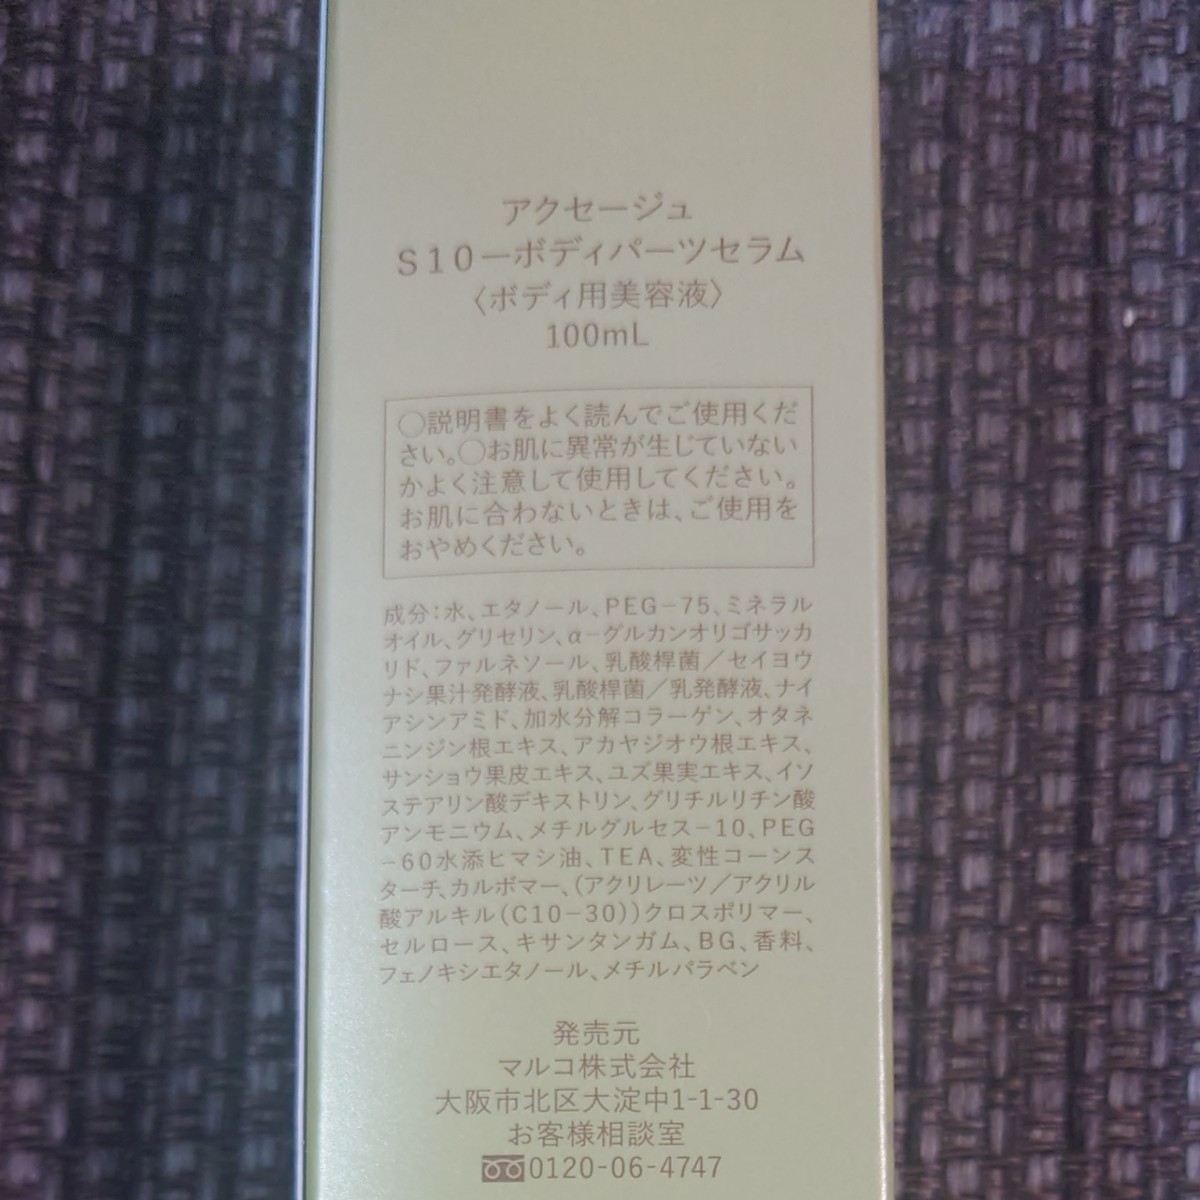 アクセージュ
S10ーボディパーツセラム
〈ボディ用美容液〉
100mL
○説明書をよく読んでご使用くだ
さい。○お肌に異常が生じていない
かよく注意して使用してください。
お肌に合わないときは、ご使用を
おやめください。
成分：水、エタノール、PEG－75、ミネラル
オイル、グリセリン、α－グルカンオリゴサッカ
リド、ファルネソール、乳酸桿菌／セイヨウ
ナシ果汁発酵液、乳酸桿菌／乳発酵液、ナイ
アシンアミド、加水分解コラーゲン、オタネ
ニンジン根エキス、アカヤジオウ根エキス、
サンショウ果皮エキス、ユズ果実エキス、イソ
ステアリン酸デキストリン、グリチルリチン酸
アンモニウム、メチルグルセス－10、PEG
－60水添ヒマシ油、TEA、変性コーンス
ターチ、カルボマー、（アクリレーツ／アクリル
酸アルキル（C10－30））クロスポリマー、
セルロース、キサンタンガム、BG、香料、
フェノキシエタノール、メチルパラベン
発売元
マルコ株式会社
大阪市北区大淀中1-1-30
お客様相談室
0120-06-4747